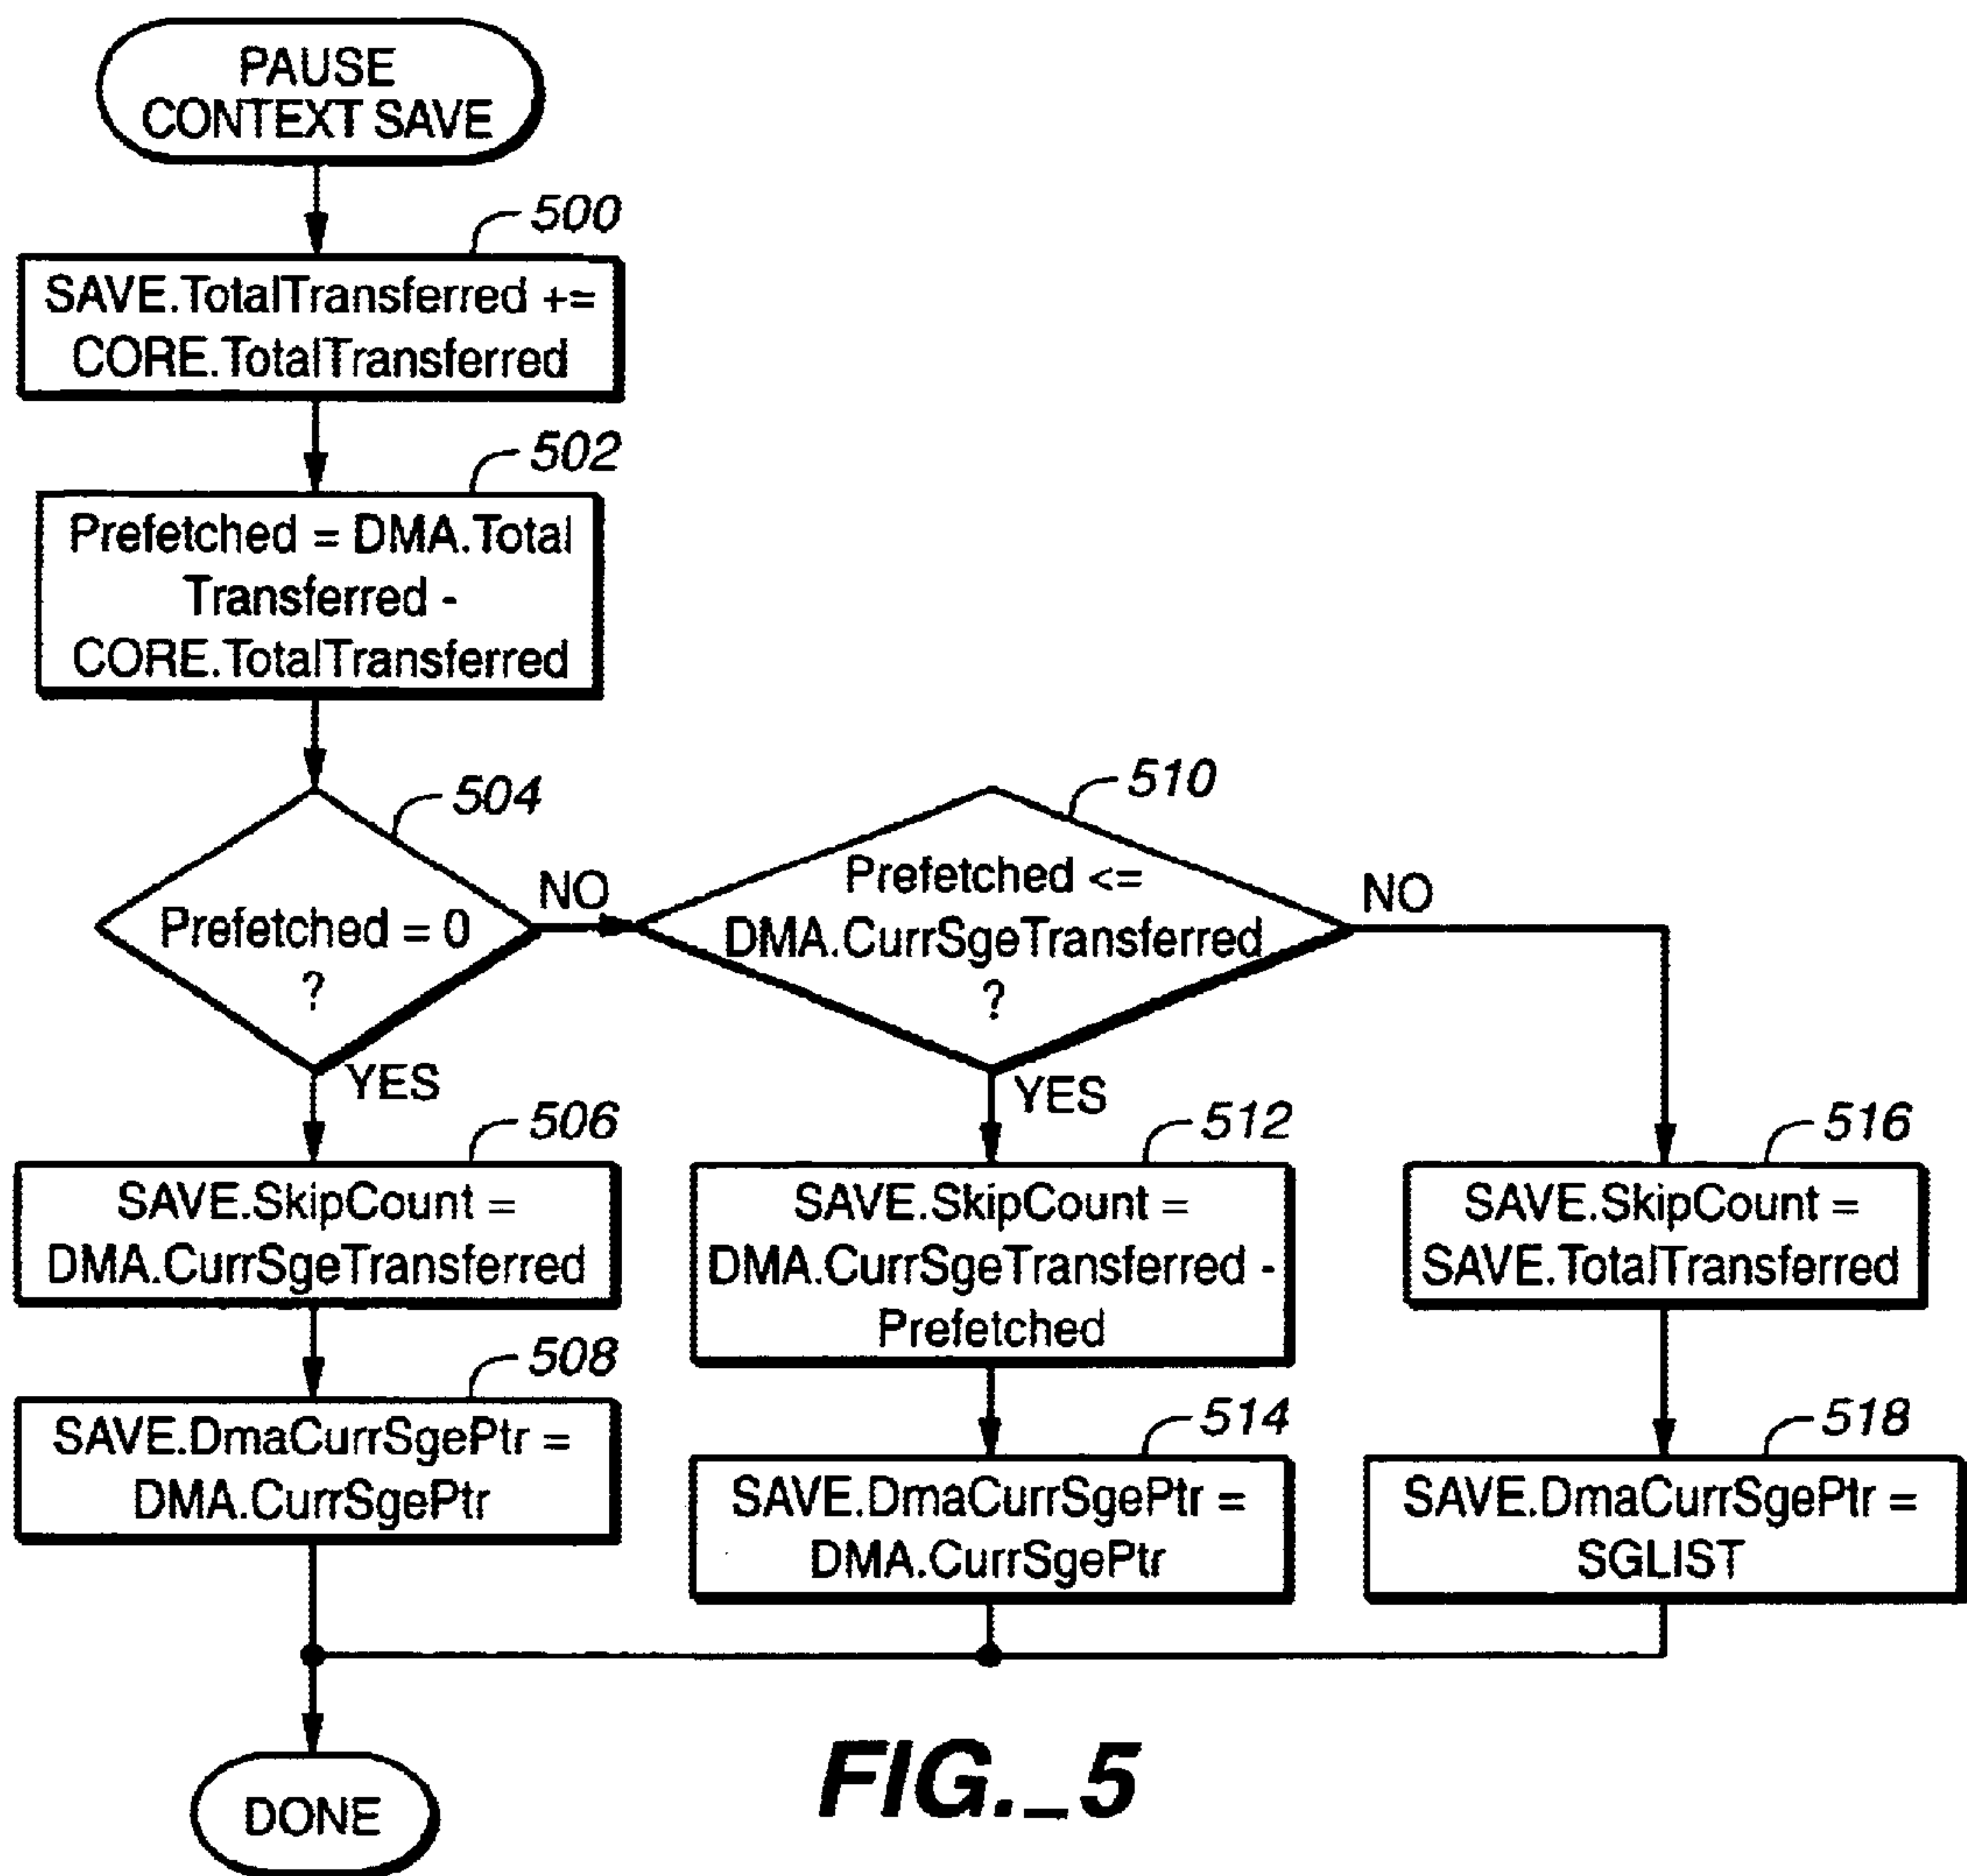 PAUSE
CONTEXT SAVE
500
SAVE.TotalTransferred +=
CORE.TotalTransferred
502
Prefetched = DMA.Total
Transferred -
CORE.TotalTransferred
504
Prefetched = 0
?
NO
YES
510
Prefetched <=
DMA.CurrSgeTransferred
?
NO
YES
506
SAVE.SkipCount =
DMA.CurrSgeTransferred
508
SAVE.DmaCurrSgePtr =
DMA.CurrSgePtr
512
SAVE.SkipCount =
DMA.CurrSgeTransferred -
Prefetched
514
SAVE.DmaCurrSgePtr =
DMA.CurrSgePtr
516
SAVE.SkipCount =
SAVE.TotalTransferred
518
SAVE.DmaCurrSgePtr =
SGLIST
DONE
FIG._5